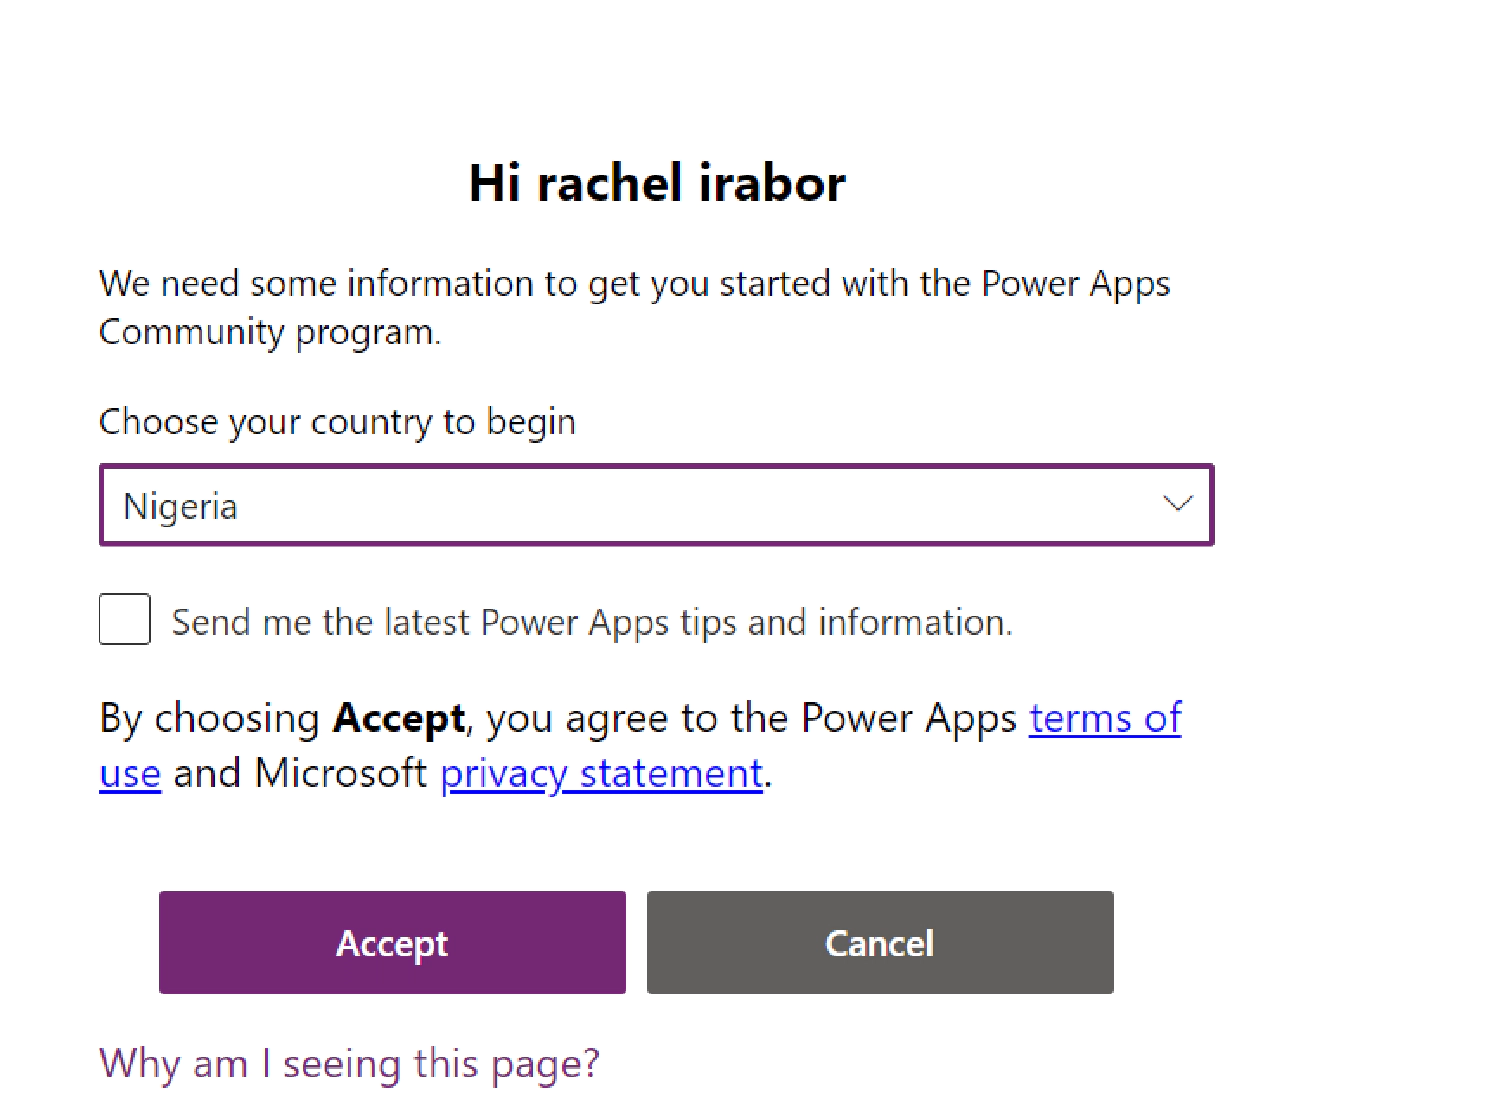 Hi rachel irabor
We need some information to get you started with the Power Apps
Community program.
Choose your country to begin
Nigeria
Send me the latest Power Apps tips and information.
By choosing Accept, you agree to the Power Apps terms of
use and Microsoft privacy statement.
Accept
Cancel
Why am I seeing this page?